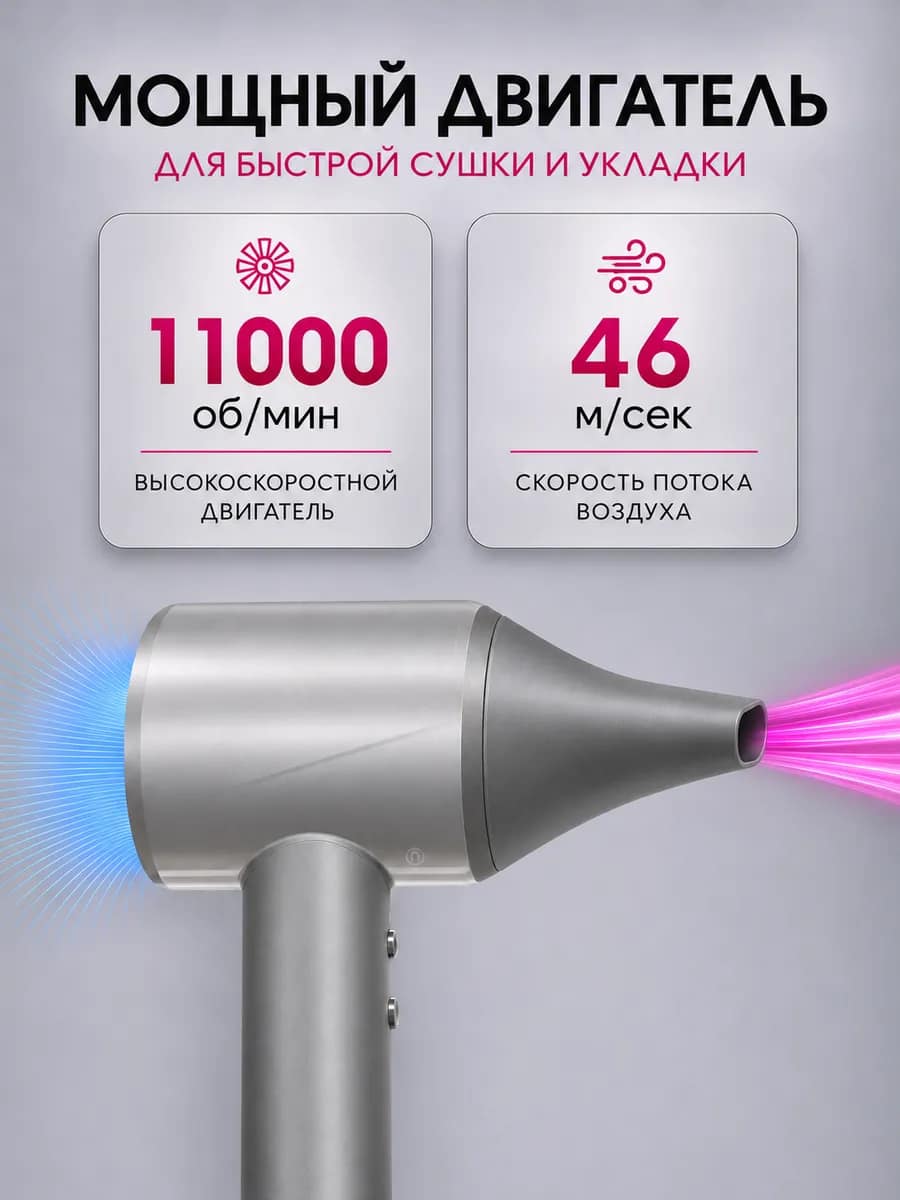 МОЩНЫЙ ДВИГАТЕЛЬ
ДЛЯ БЫСТРОЙ СУШКИ И УКЛАДКИ
11000
об/мин
ВЫСОКОСКОРОСТНОЙ
ДВИГАТЕЛЬ
46
м/сек
СКОРОСТЬ ПОТОКА
ВОЗДУХА